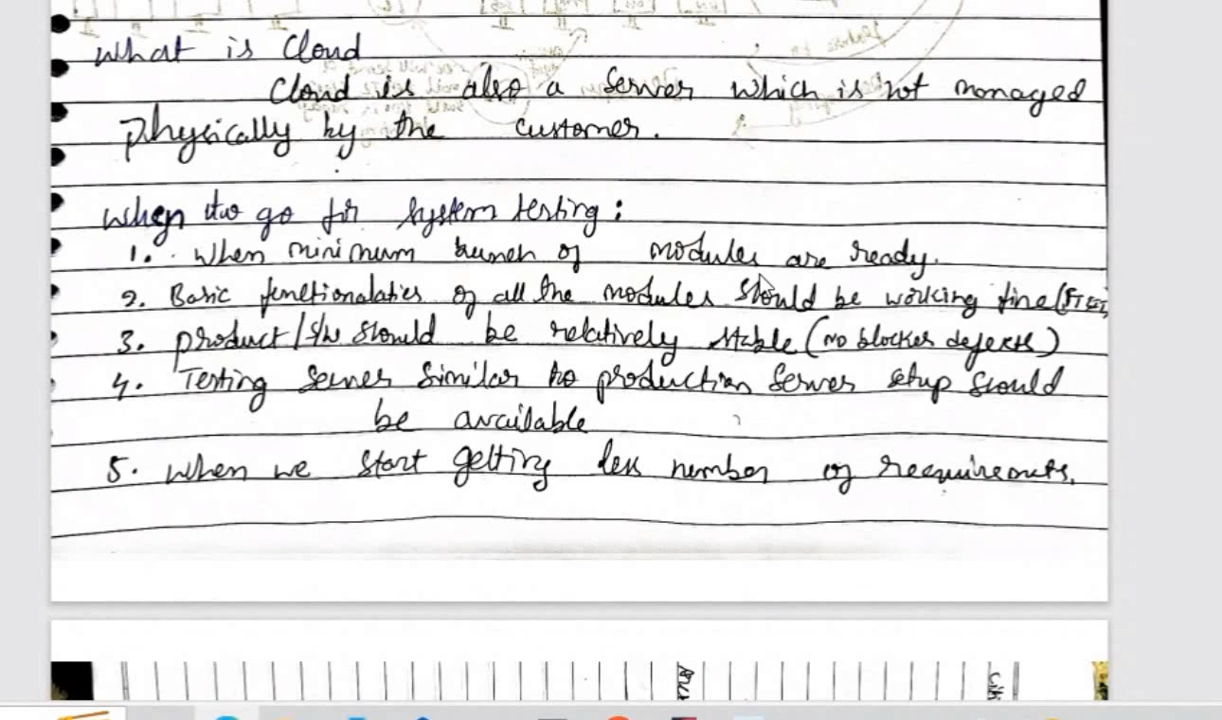 What is Cloud
Cloud is also a Server which is not managed
physically by the customer.
When to go for System testing:
1. When minimum bunch of modules are ready.
2. Basic functionalaties of all the modules should be working fine
3. product/s/w should be relatively stable (no blocker defects)
4. Testing server similar to production server setup should
be available
5. When we start getting less number of reequirements.